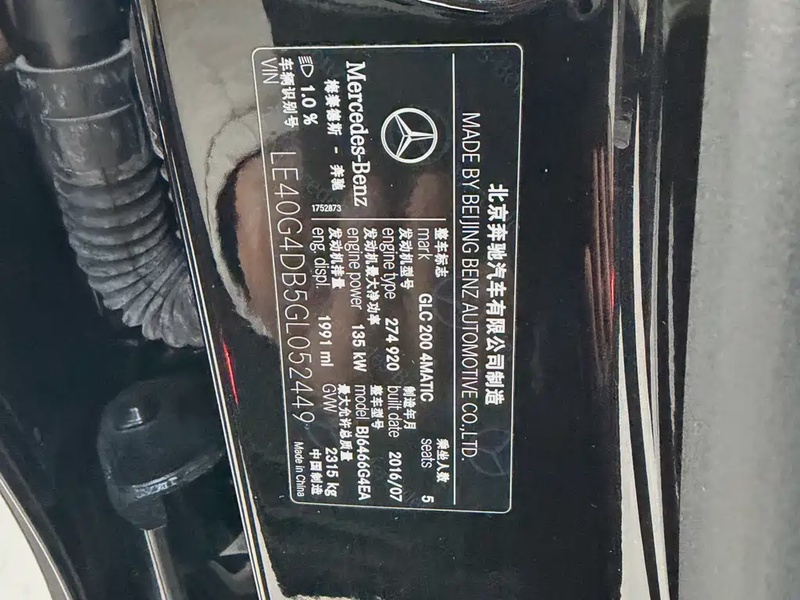 北京奔驰汽车有限公司制造
MADE BY BEIJING BENZ AUTOMOTIVE CO.,LTD.
Mercedes-Benz
梅赛德斯 - 奔驰
1.0 %
1752873
整车标志
mark GLC 200 4MATIC
乘坐人数
seats 5
发动机型号
engine type 274 920
制造年月
built date 2016/07
发动机最大净功率
engine power 135 kW
整车型号
model BJ6466G4EA
发动机排量
eng. displ. 1991 ml
最大允许总质量
GVW 2315 kg
车辆识别号
VIN LE40G4DB5GL052449
中国制造
Made in China